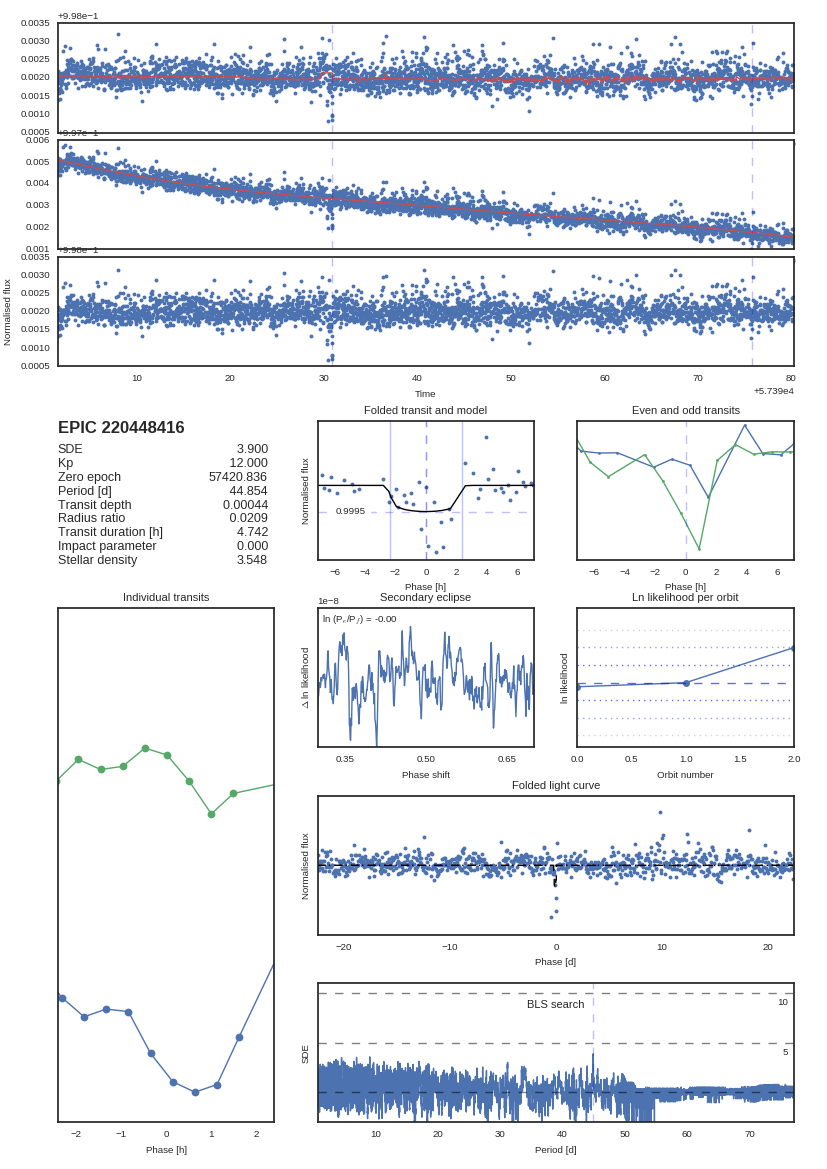 +9.98e−1
0.0035
0.0030
0.0025
0.0020
0.0015
0.0010
0.0005
+9.97e−1
0.006
0.005
0.004
0.003
0.002
0.001
+9.98e−1
0.0035
0.0030
0.0025
0.0020
0.0015
0.0010
0.0005
Normalised flux
10 20 30 40 50 60 70 80
Time
+5.739e4
EPIC 220448416
SDE 3.900
Kp 12.000
Zero epoch 57420.836
Period [d] 44.854
Transit depth 0.00044
Radius ratio 0.0209
Transit duration [h] 4.742
Impact parameter 0.000
Stellar density 3.548
Folded transit and model
Normalised flux
0.9995
−6 −4 −2 0 2 4 6
Phase [h]
Even and odd transits
−6 −4 −2 0 2 4 6
Phase [h]
Individual transits
−2 −1 0 1 2
Phase [h]
Secondary eclipse
1e−8
Δ ln likelihood
0.35 0.50 0.65
Phase shift
Ln likelihood per orbit
ln likelihood
0.0 0.5 1.0 1.5 2.0
Orbit number
Folded light curve
Normalised flux
−20 −10 0 10 20
Phase [d]
BLS search
10
5
SDE
10 20 30 40 50 60 70
Period [d]